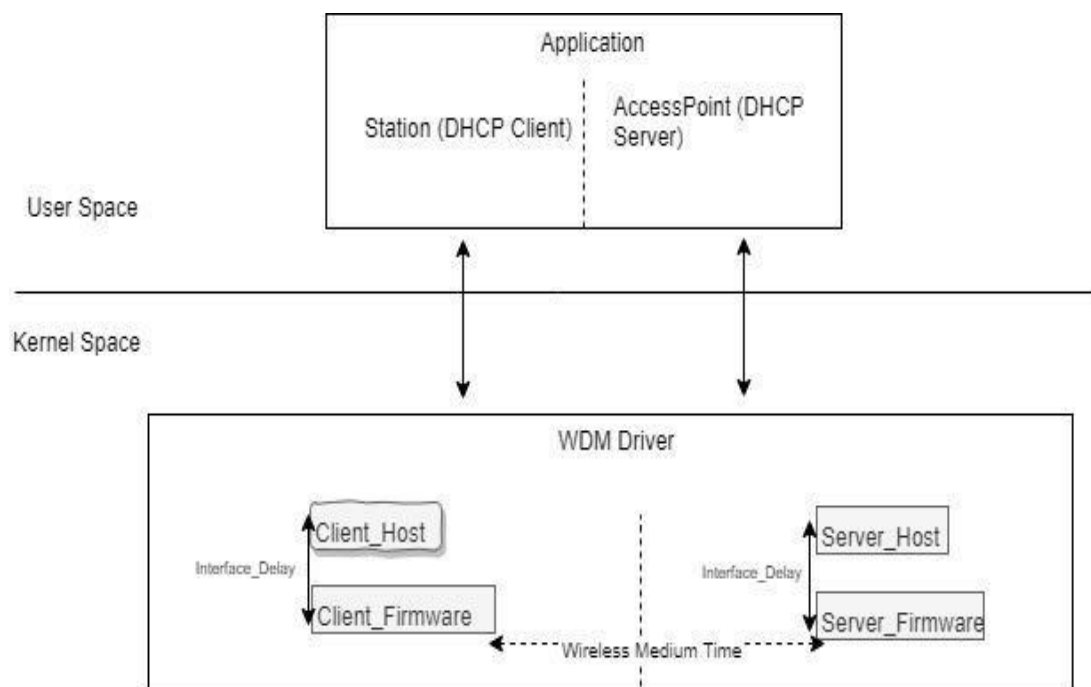 Application
Station (DHCP Client)
AccessPoint (DHCP
Server)
User Space
Kernel Space
WDM Driver
Client_Host
Server_Host
Interface_Delay
Interface_Delay
Client_Firmware
Server_Firmware
Wireless Medium Time